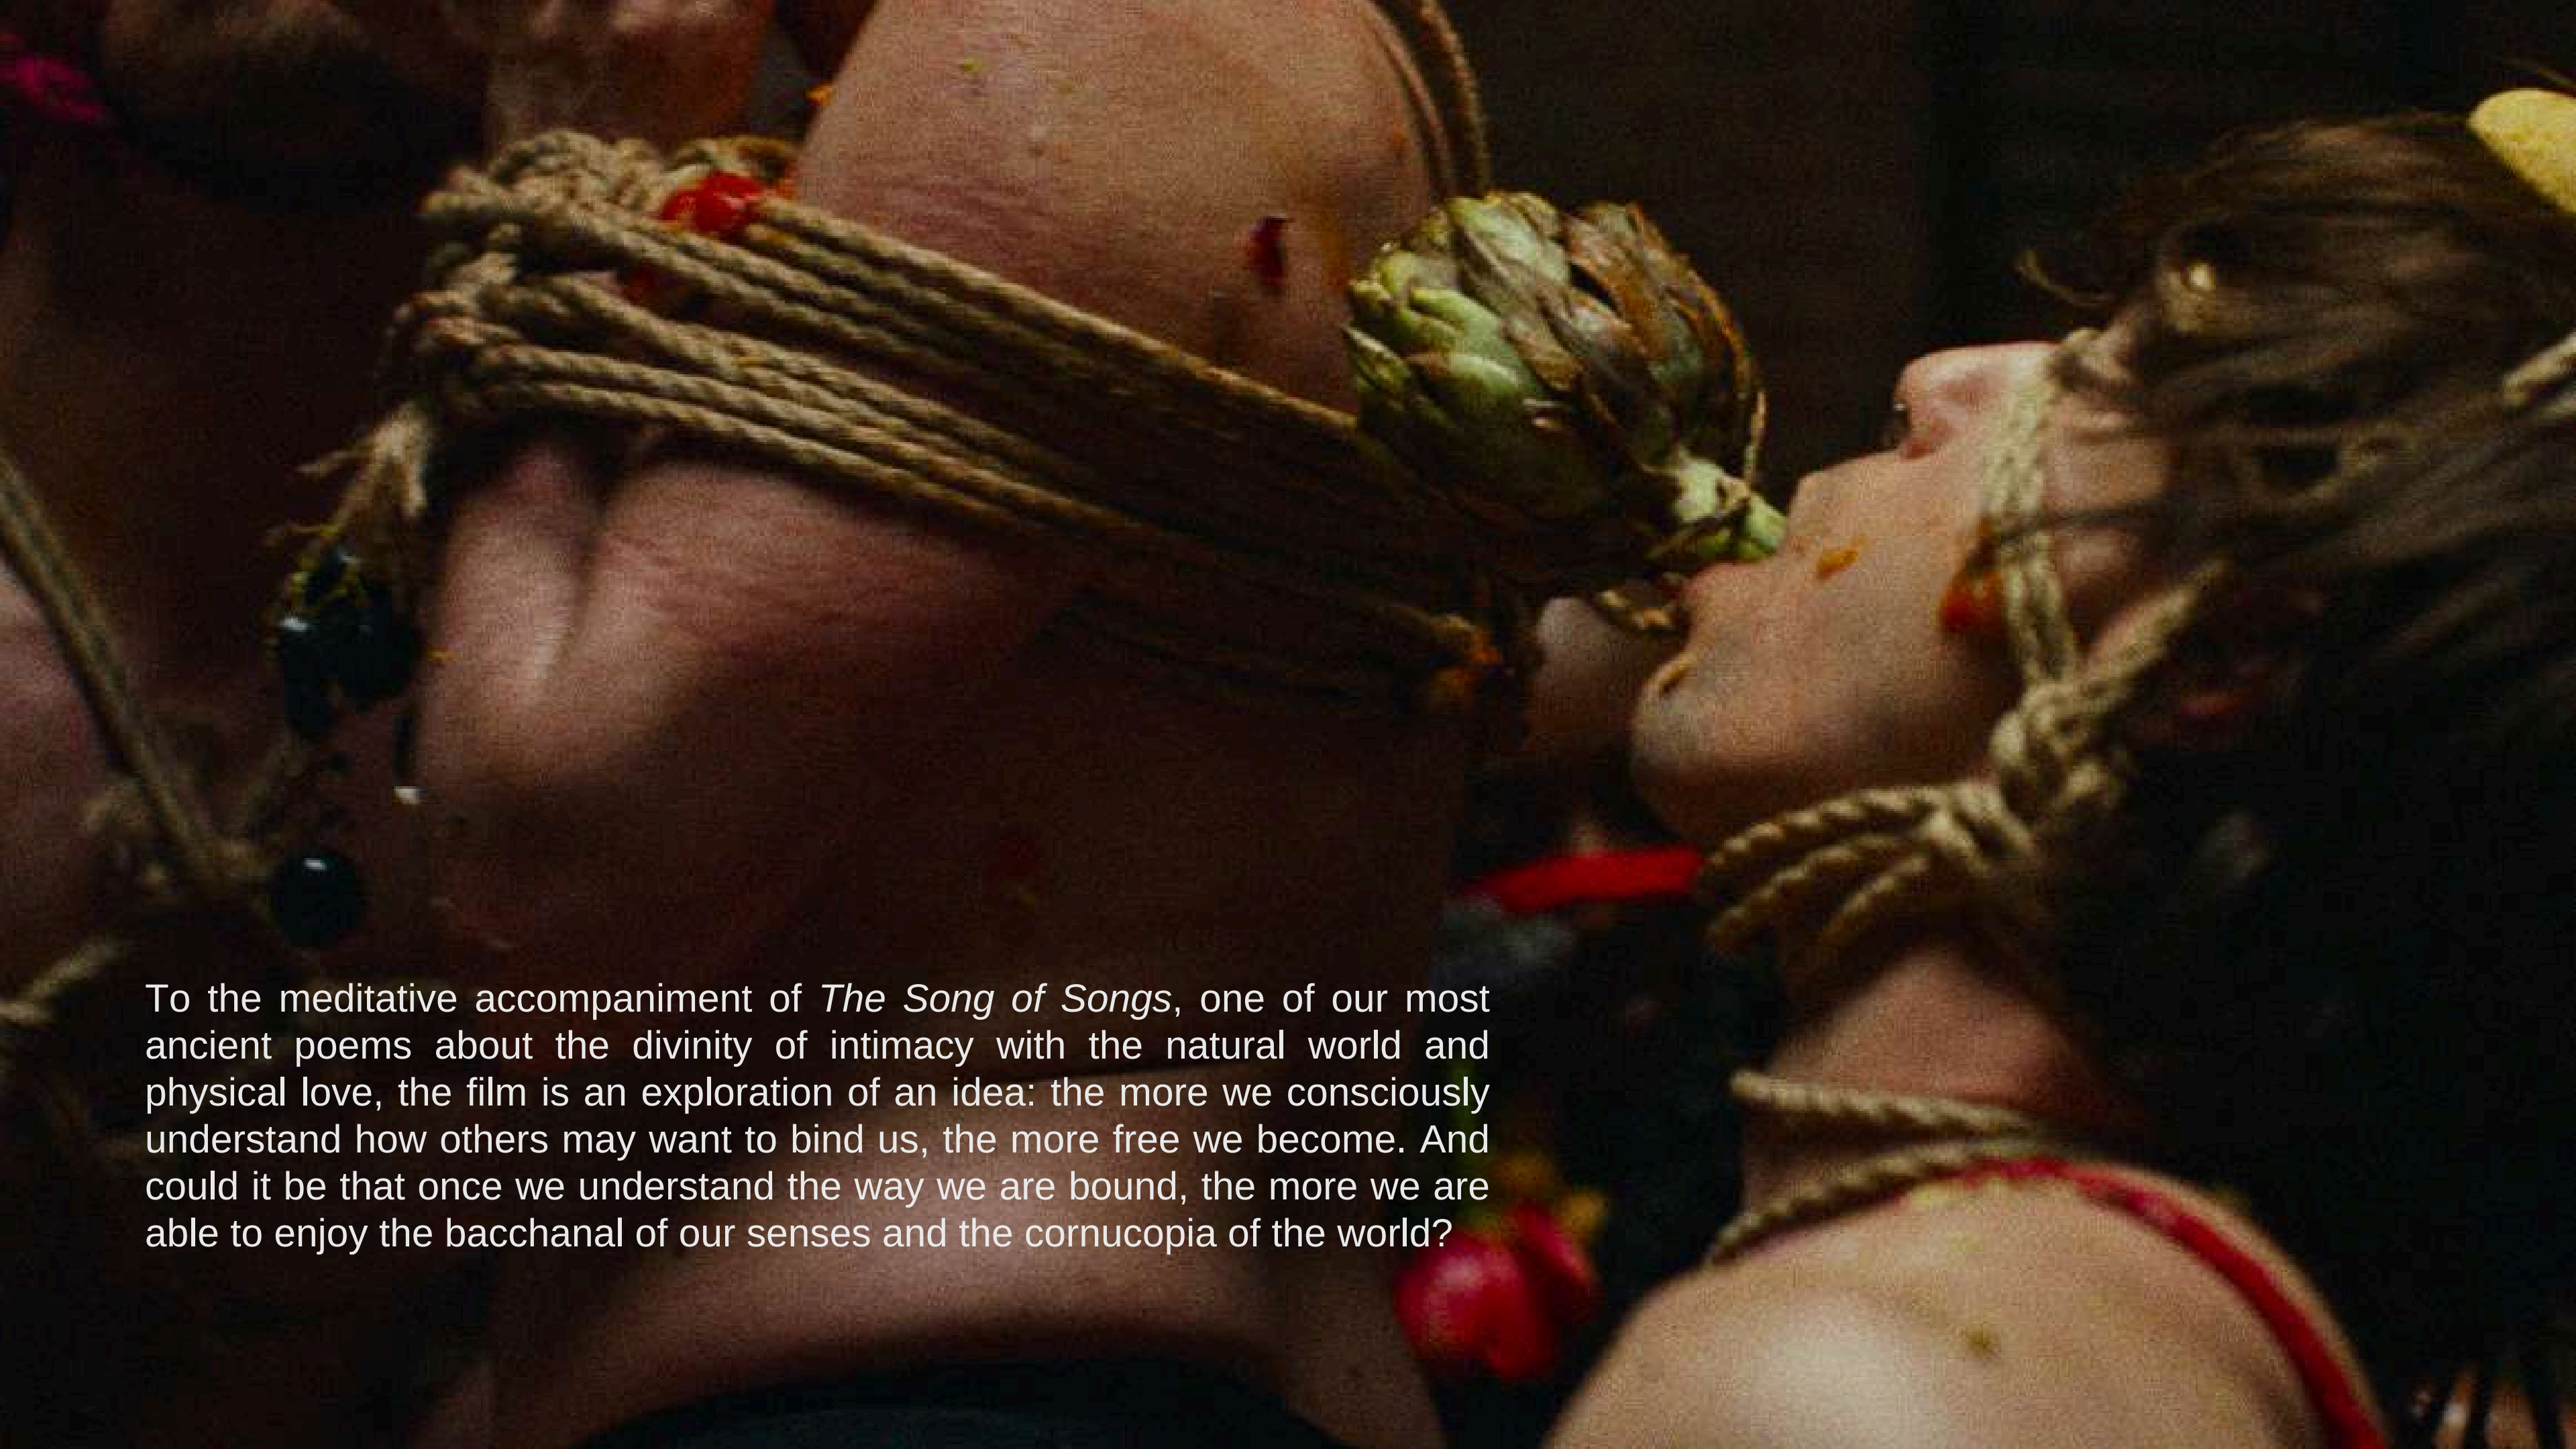 To the meditative accompaniment of The Song of Songs, one of our most
ancient poems about the divinity of intimacy with the natural world and
physical love, the film is an exploration of an idea: the more we consciously
understand how others may want to bind us, the more free we become. And
could it be that once we understand the way we are bound, the more we are
able to enjoy the bacchanal of our senses and the cornucopia of the world?